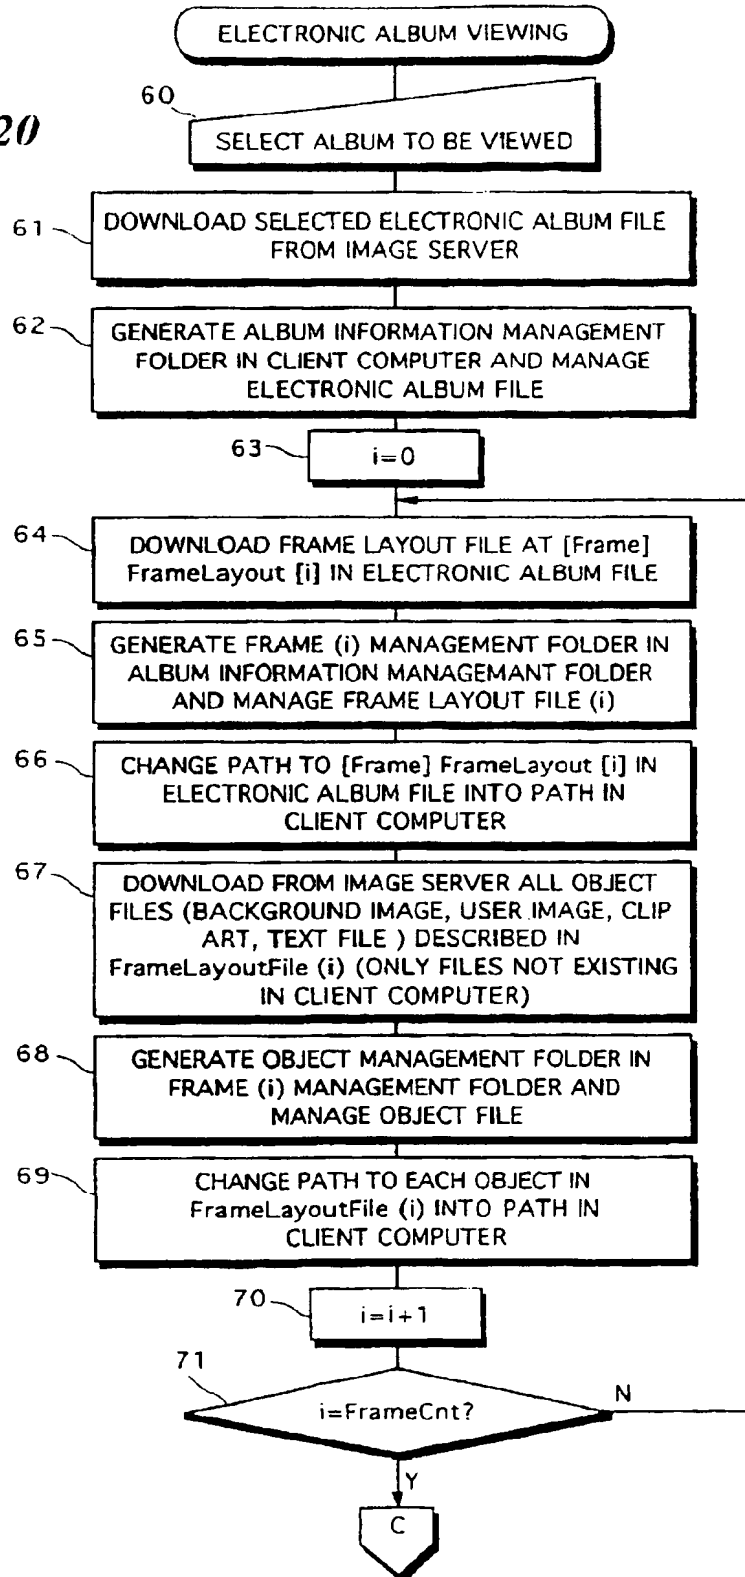 ELECTRONIC ALBUM VIEWING
20
60
SELECT ALBUM TO BE VIEWED
61
DOWNLOAD SELECTED ELECTRONIC ALBUM FILE
FROM IMAGE SERVER
62
GENERATE ALBUM INFORMATION MANAGEMENT
FOLDER IN CLIENT COMPUTER AND MANAGE
ELECTRONIC ALBUM FILE
63
i=0
64
DOWNLOAD FRAME LAYOUT FILE AT [Frame]
FrameLayout [i] IN ELECTRONIC ALBUM FILE
65
GENERATE FRAME (i) MANAGEMENT FOLDER IN
ALBUM INFORMATION MANAGEMANT FOLDER
AND MANAGE FRAME LAYOUT FILE (i)
66
CHANGE PATH TO [Frame] FrameLayout [i] IN
ELECTRONIC ALBUM FILE INTO PATH IN
CLIENT COMPUTER
67
DOWNLOAD FROM IMAGE SERVER ALL OBJECT
FILES (BACKGROUND IMAGE, USER IMAGE, CLIP
ART, TEXT FILE ) DESCRIBED IN
FrameLayoutFile (i) (ONLY FILES NOT EXISTING
IN CLIENT COMPUTER)
68
GENERATE OBJECT MANAGEMENT FOLDER IN
FRAME (i) MANAGEMENT FOLDER AND
MANAGE OBJECT FILE
69
CHANGE PATH TO EACH OBJECT IN
FrameLayoutFile (i) INTO PATH IN
CLIENT COMPUTER
70
i=i+1
71
i=FrameCnt?
N
Y
C